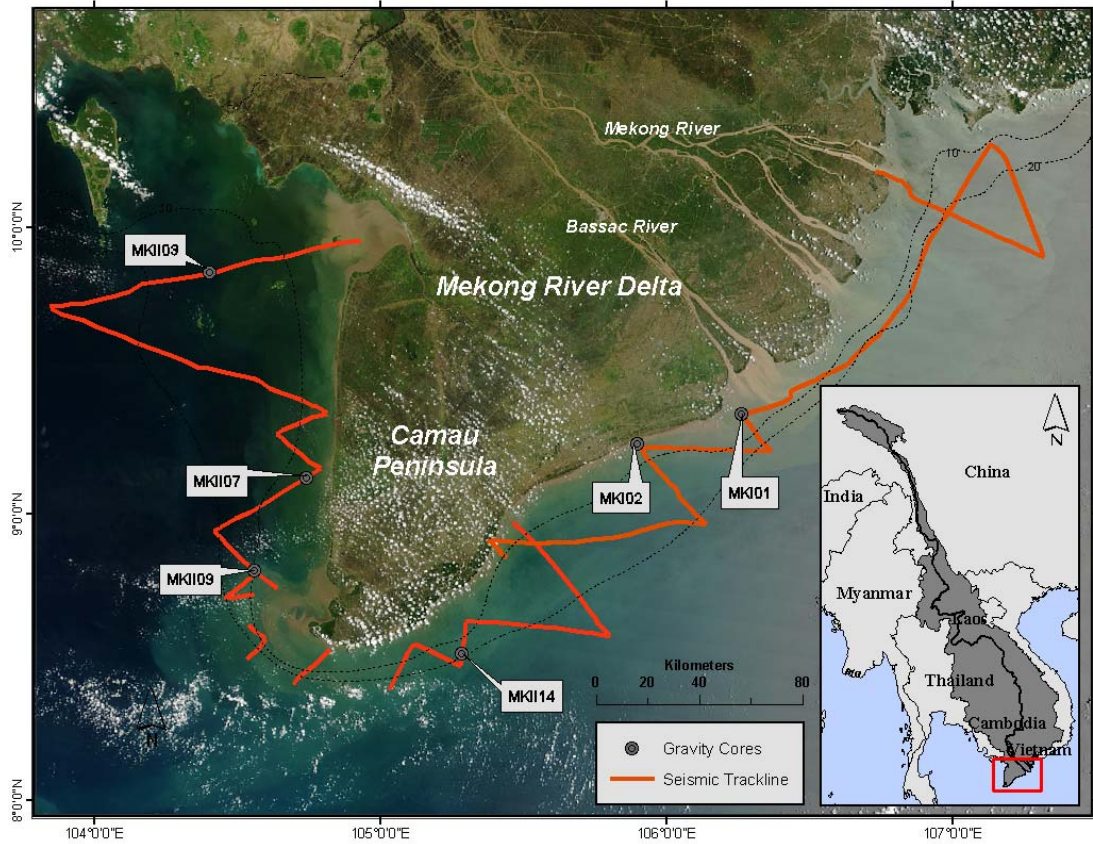 Mekong River
10
20
10
Bassac River
MKII03
Mekong River Delta
Camau
Peninsula
MKI02
MKI01
MKII07
MKII09
MKII14
Kilometers
0 20 40 60 80
Gravity Cores
Seismic Trackline
N
N
China
India
Myanmar
Laos
Thailand
Cambodia
Vietnam
10°0'0"N
9°0'0"N
8°0'0"N
104°0'0"E
105°0'0"E
106°0'0"E
107°0'0"E